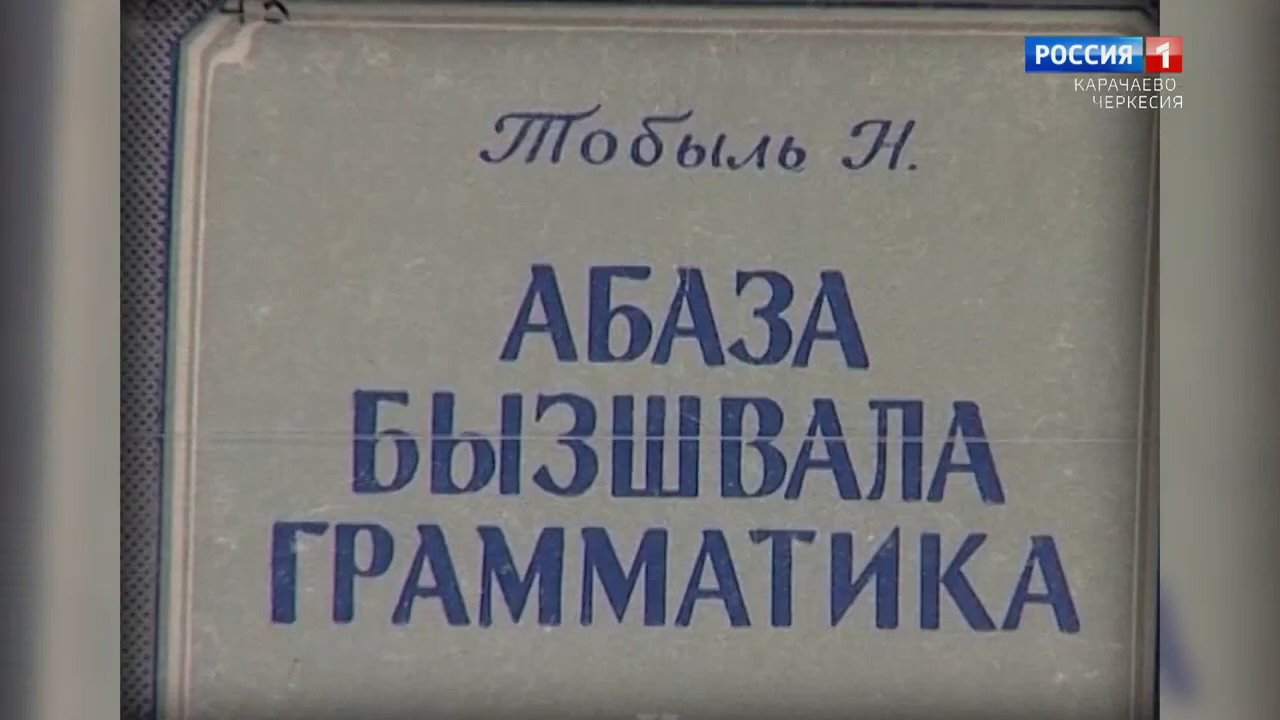 РОССИЯ 1
КАРАЧАЕВО-
ЧЕРКЕСИЯ
Тобыль Н.
АБАЗА
БЫЗШВАЛА
ГРАММАТИКА